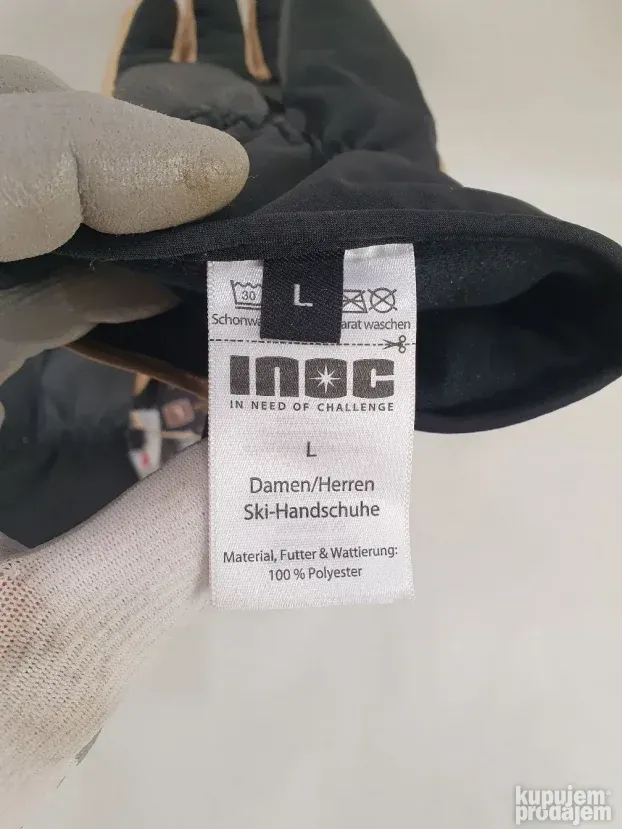 30
L
Schonwa
arat waschen
INOC
IN NEED OF CHALLENGE
L
Damen/Herren
Ski-Handschuhe
Material, Futter & Wattierung:
100 % Polyester
kupujem
prodajem